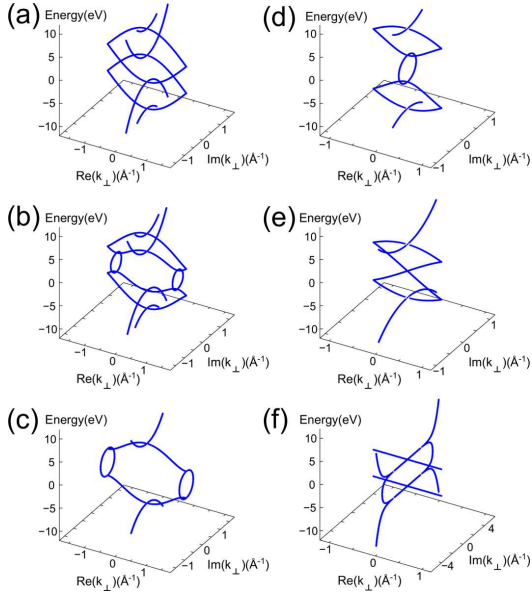 (a)
Energy(eV)
10
5
0
−5
−10
−1
0
1
Re(k⊥)(Å⁻¹)
−1
0
1
Im(k⊥)(Å⁻¹)
(d)
Energy(eV)
10
5
0
−5
−10
−1
0
1
Re(k⊥)(Å⁻¹)
−1
0
1
Im(k⊥)(Å⁻¹)
(b)
Energy(eV)
10
5
0
−5
−10
−1
0
1
Re(k⊥)(Å⁻¹)
−1
0
1
Im(k⊥)(Å⁻¹)
(e)
Energy(eV)
10
5
0
−5
−10
−1
0
1
Re(k⊥)(Å⁻¹)
−1
0
1
Im(k⊥)(Å⁻¹)
(c)
Energy(eV)
10
5
0
−5
−10
−1
0
1
Re(k⊥)(Å⁻¹)
−1
0
1
Im(k⊥)(Å⁻¹)
(f)
Energy(eV)
10
5
0
−5
−10
−1
0
1
Re(k⊥)(Å⁻¹)
−4
0
4
Im(k⊥)(Å⁻¹)